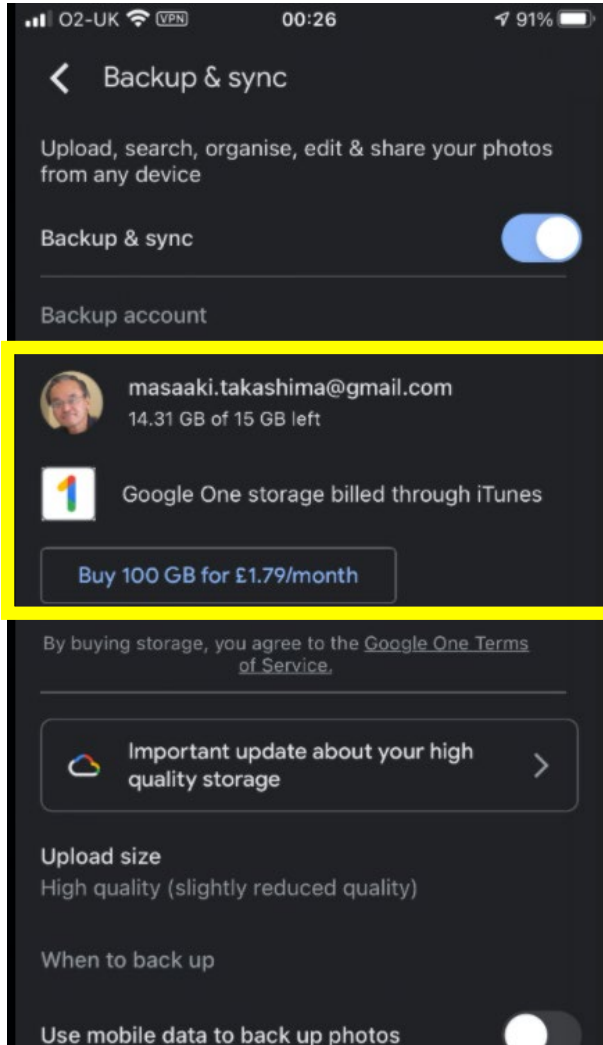 O2-UK VPN 00:26 91%
Backup & sync
Upload, search, organise, edit & share your photos
from any device
Backup & sync
Backup account
masaaki.takashima@gmail.com
14.31 GB of 15 GB left
1 Google One storage billed through iTunes
Buy 100 GB for £1.79/month
By buying storage, you agree to the Google One Terms
of Service.
Important update about your high
quality storage
Upload size
High quality (slightly reduced quality)
When to back up
Use mobile data to back up photos